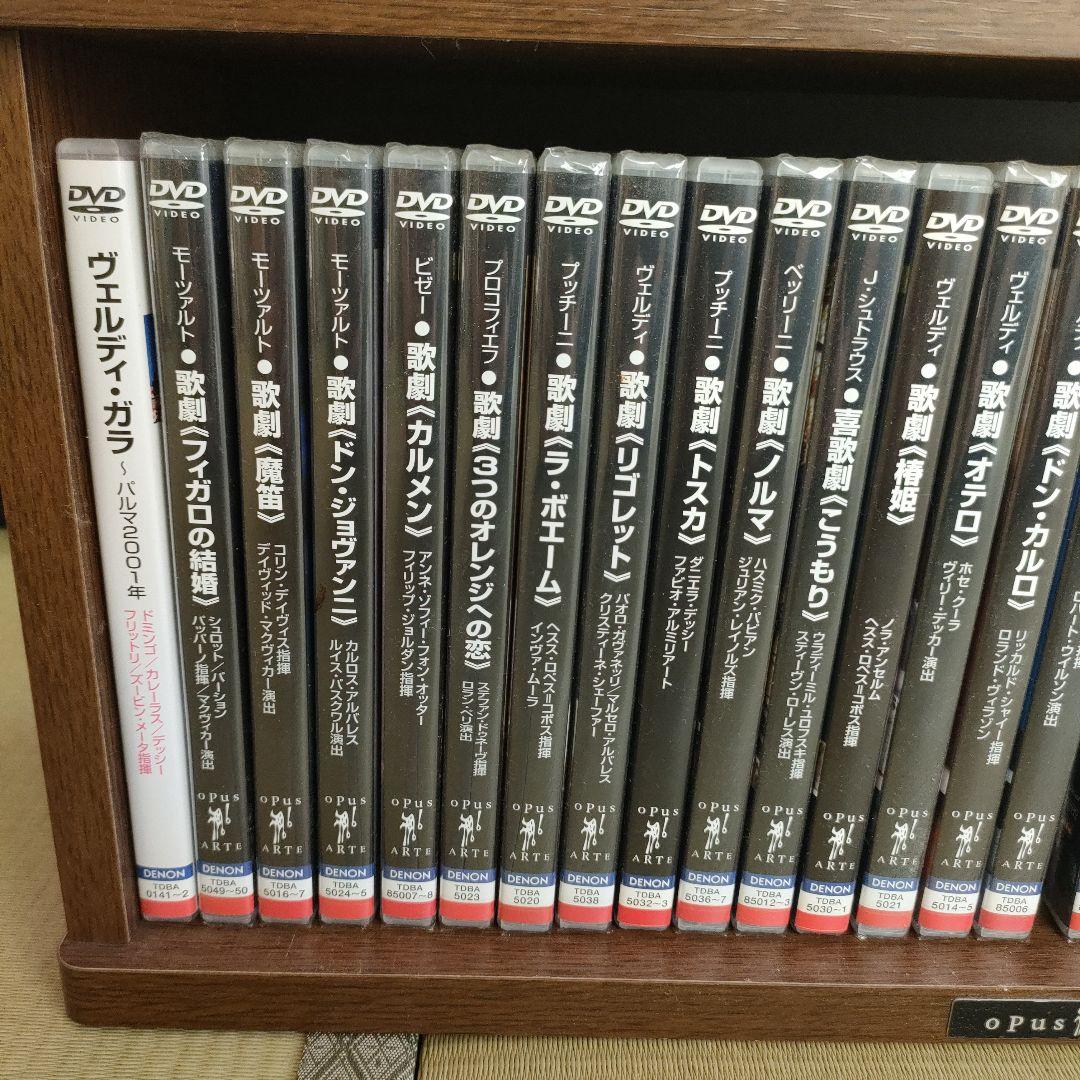 DVD VIDEO
ヴェルディ・ガラ ～パルマ2001年
ドミンゴ／カレーラス／デッシー
フリットリ／ズービン・メータ指揮
DENON
TDBA
0141~2
DVD VIDEO
モーツァルト●歌劇《フィガロの結婚》
シュロット／パーション
パッパーノ指揮／マクヴィカー演出
OPUS ARTE
DENON
TDBA
5049~50
DVD VIDEO
モーツァルト●歌劇《魔笛》
コリン・デイヴィス指揮
デイヴィッド・マクヴィカー演出
OPUS ARTE
DENON
TDBA
5016~7
DVD VIDEO
モーツァルト●歌劇《ドン・ジョヴァンニ》
カルロス・アルバレス
ルイス・パスクワル演出
OPUS ARTE
DENON
TDBA
5024~5
DVD VIDEO
ビゼー●歌劇《カルメン》
アンネ・ソフィー・フォン・オッター
フィリップ・ジョルダン指揮
OPUS ARTE
DENON
TDBA
85007~8
DVD VIDEO
プロコフィエフ●歌劇《3つのオレンジへの恋》
ステファン・ドゥネーヴ指揮
ロラン・ペリ演出
OPUS ARTE
DENON
TDBA
5023
DVD VIDEO
プッチーニ●歌劇《ラ・ボエーム》
ヘスス・ロペス=コボス指揮
インヴァ・ムーラ
OPUS ARTE
DENON
TDBA
5020
DVD VIDEO
ヴェルディ●歌劇《リゴレット》
パオロ・ガヴァネリ／マルセロ・アルバレス
クリスティーネ・シェーファー
OPUS ARTE
DENON
TDBA
5038
DVD VIDEO
プッチーニ●歌劇《トスカ》
ダニエラ・デッシー
ファビオ・アルミリアート
OPUS ARTE
DENON
TDBA
5032~3
DVD VIDEO
ベッリーニ●歌劇《ノルマ》
ハスミク・パピアン
ジュリアン・レイノルズ指揮
OPUS ARTE
DENON
TDBA
5036~7
DVD VIDEO
J・シュトラウス●喜歌劇《こうもり》
ウラディーミル・ユロフスキ指揮
スティーヴン・ローレス演出
OPUS ARTE
DENON
TDBA
85012~3
DVD VIDEO
ヴェルディ●歌劇《椿姫》
ノラ・アンセルム
ヘスス・ロペス=コボス指揮
OPUS ARTE
DENON
TDBA
5030~1
DVD VIDEO
ヴェルディ●歌劇《オテロ》
ホセ・クーラ
ヴィリー・デッカー演出
OPUS ARTE
DENON
TDBA
5021
歌劇《ドン・カルロ》
リッカルド・シャイー指揮
ロランド・ヴィラゾン
OPUS ARTE
DENON
TDBA
5014~5
ロバート・ウィルソン演出
OPUS ARTE
DENON
TDBA
85006
OPUS